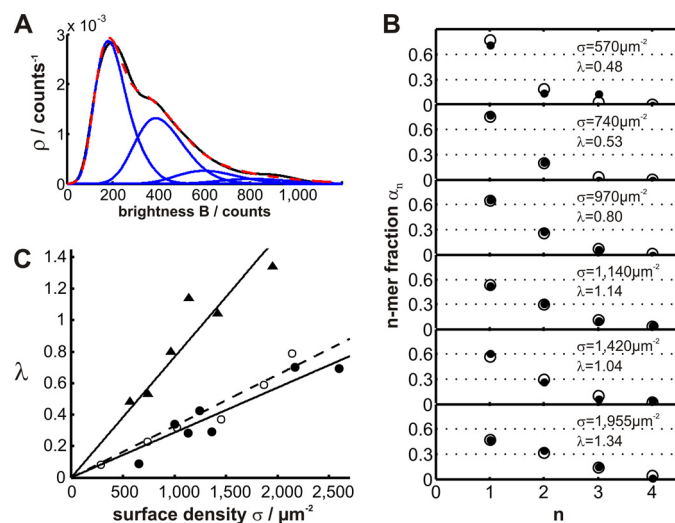 A
x 10⁻³
3
2
1
0
ρ / counts⁻¹
0 200 400 600 800 1,000
brightness B / counts
B
n-mer fraction αₙ
0.6
0.3
0
σ=570µm⁻²
λ=0.48
0.6
0.3
0
σ=740µm⁻²
λ=0.53
0.6
0.3
0
σ=970µm⁻²
λ=0.80
0.6
0.3
0
σ=1,140µm⁻²
λ=1.14
0.6
0.3
0
σ=1,420µm⁻²
λ=1.04
0.6
0.3
0
σ=1,955µm⁻²
λ=1.34
1 2 3 4
n
C
1.4
1.2
1
0.8
0.6
0.4
0.2
0
λ
0 500 1,000 1,500 2,000 2,500
surface density σ / µm⁻²